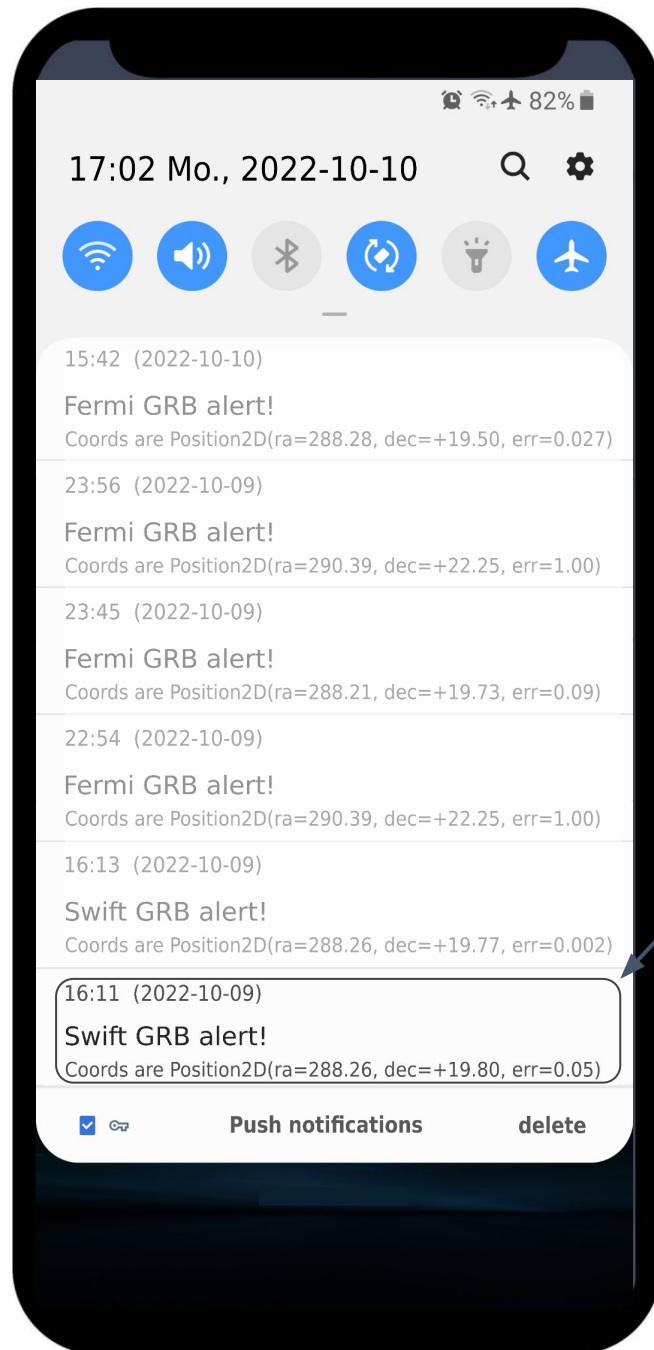 82%
17:02 Mo., 2022-10-10
15:42 (2022-10-10)
Fermi GRB alert!
Coords are Position2D(ra=288.28, dec=+19.50, err=0.027)
23:56 (2022-10-09)
Fermi GRB alert!
Coords are Position2D(ra=290.39, dec=+22.25, err=1.00)
23:45 (2022-10-09)
Fermi GRB alert!
Coords are Position2D(ra=288.21, dec=+19.73, err=0.09)
22:54 (2022-10-09)
Fermi GRB alert!
Coords are Position2D(ra=290.39, dec=+22.25, err=1.00)
16:13 (2022-10-09)
Swift GRB alert!
Coords are Position2D(ra=288.26, dec=+19.77, err=0.002)
16:11 (2022-10-09)
Swift GRB alert!
Coords are Position2D(ra=288.26, dec=+19.80, err=0.05)
Push notifications delete